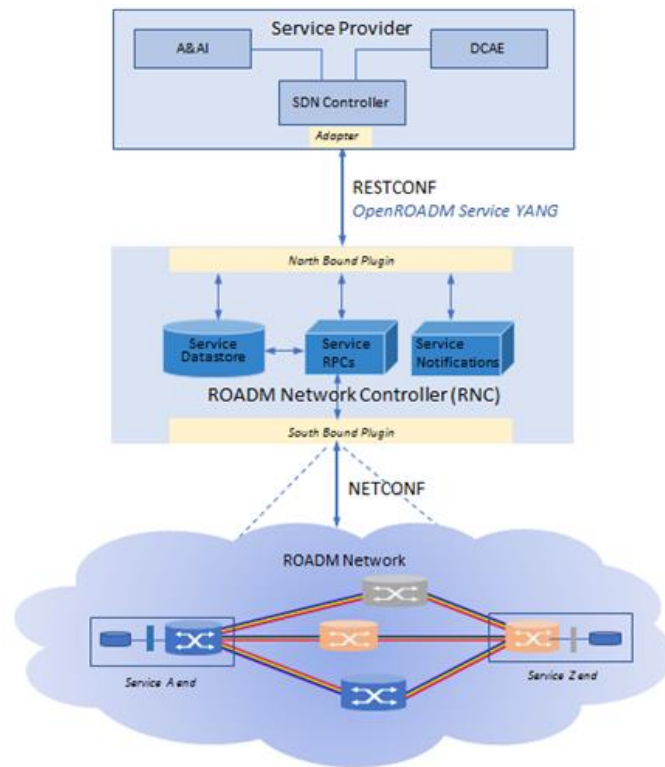 Service Provider
A&AI
DCAE
SDN Controller
Adapter
RESTCONF
OpenROADM Service YANG
North Bound Plugin
Service
Datastore
Service
RPCs
Service
Notifications
ROADM Network Controller (RNC)
South Bound Plugin
NETCONF
ROADM Network
Service A end
Service Z end